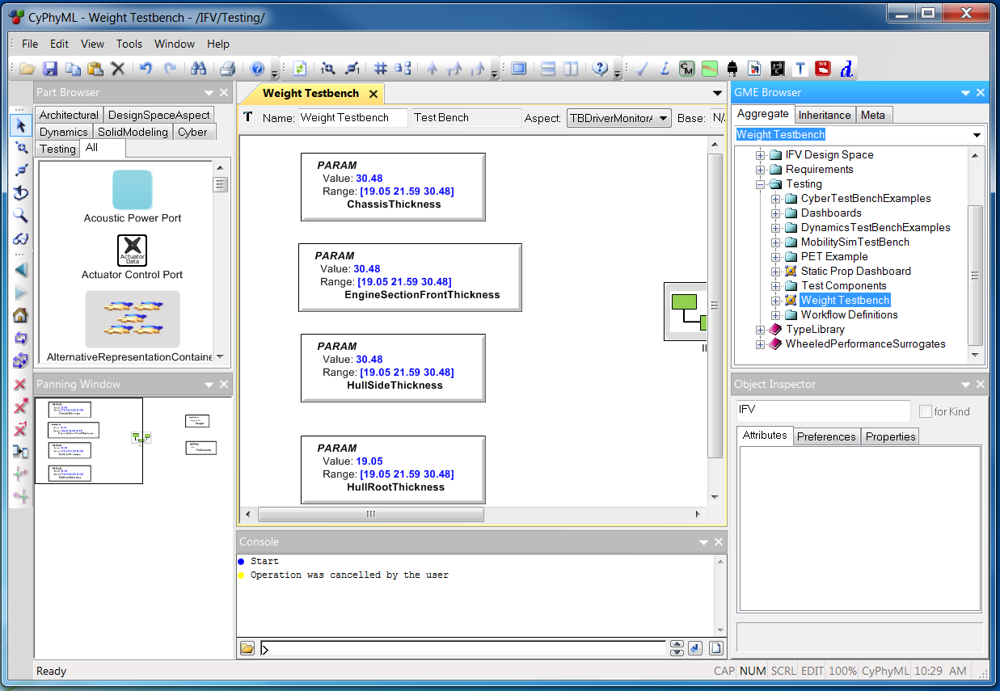 CyPhyML - Weight Testbench - /IFV/Testing/
File Edit View Tools Window Help
Part Browser
Architectural DesignSpaceAspect
Dynamics SolidModeling Cyber
Testing All
Acoustic Power Port
Actuator
Data
Actuator Control Port
AlternativeRepresentationContaine
Panning Window
Weight Testbench
Name: Weight Testbench Test Bench Aspect: TBDriverMonitor Base: N/
PARAM
Value: 30.48
Range: [19.05 21.59 30.48]
ChassisThickness
PARAM
Value: 30.48
Range: [19.05 21.59 30.48]
EngineSectionFrontThickness
PARAM
Value: 30.48
Range: [19.05 21.59 30.48]
HullSideThickness
PARAM
Value: 19.05
Range: [19.05 21.59 30.48]
HullRootThickness
Console
Start
Operation was cancelled by the user
>
GME Browser
Aggregate Inheritance Meta
Weight Testbench
IFV Design Space
Requirements
Testing
CyberTestBenchExamples
Dashboards
DynamicsTestBenchExamples
MobilitySimTestBench
PET Example
Static Prop Dashboard
Test Components
Weight Testbench
Workflow Definitions
TypeLibrary
WheeledPerformanceSurrogates
Object Inspector
IFV for Kind
Attributes Preferences Properties
Ready CAP NUM SCRL EDIT 100% CyPhyML 10:29 AM